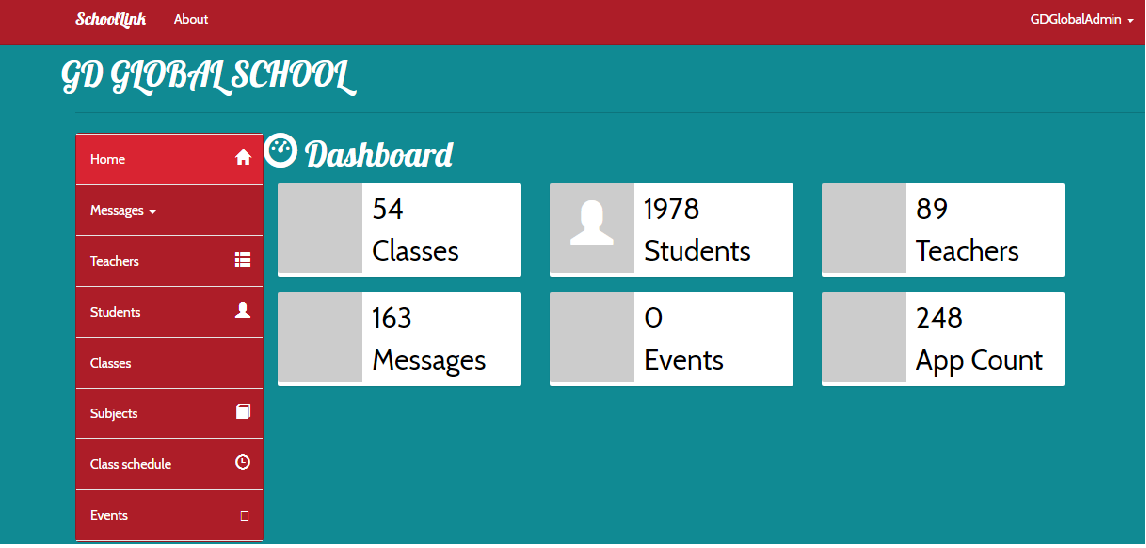 SchoolLink About GDGlobalAdmin
GD GLOBAL SCHOOL
Home
Messages
Teachers
Students
Classes
Subjects
Class schedule
Events
Dashboard
54
Classes
1978
Students
89
Teachers
163
Messages
0
Events
248
App Count